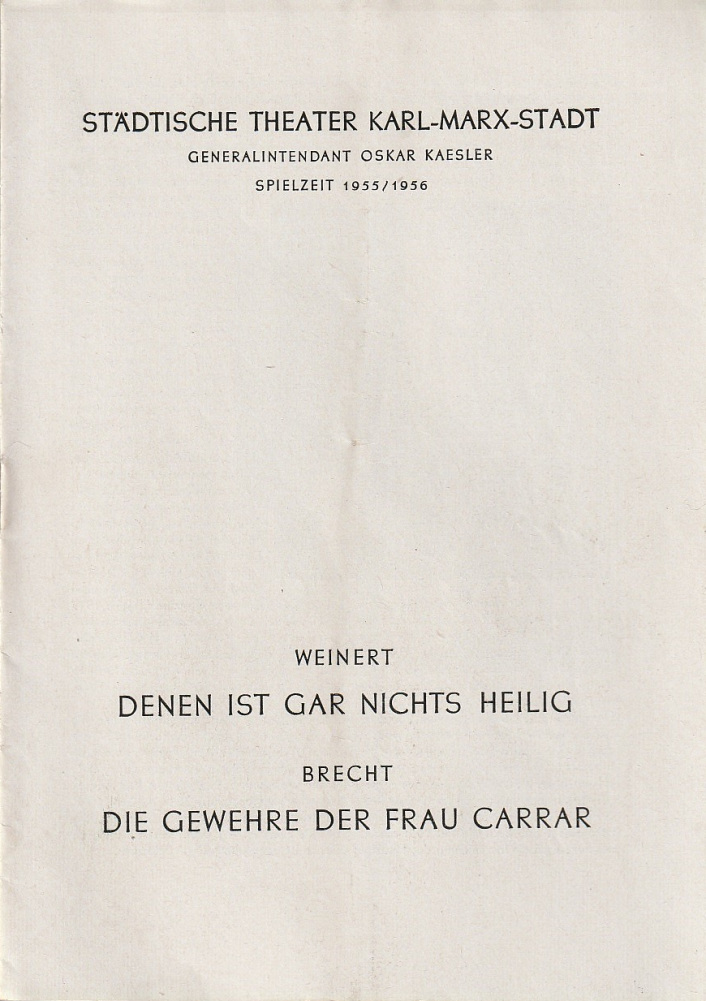 STÄDTISCHE THEATER KARL-MARX-STADT
GENERALINTENDANT OSKAR KAESLER
SPIELZEIT 1955/1956
WEINERT
DENEN IST GAR NICHTS HEILIG
BRECHT
DIE GEWEHRE DER FRAU CARRAR